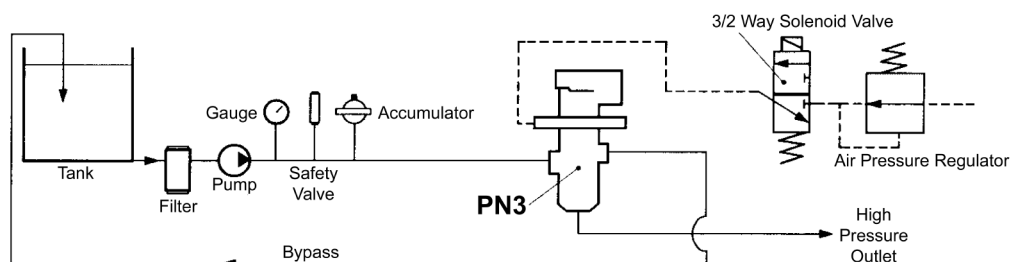 3/2 Way Solenoid Valve
Gauge
Accumulator
Tank
Filter
Pump
Safety
Valve
PN3
Air Pressure Regulator
High
Pressure
Outlet
Bypass